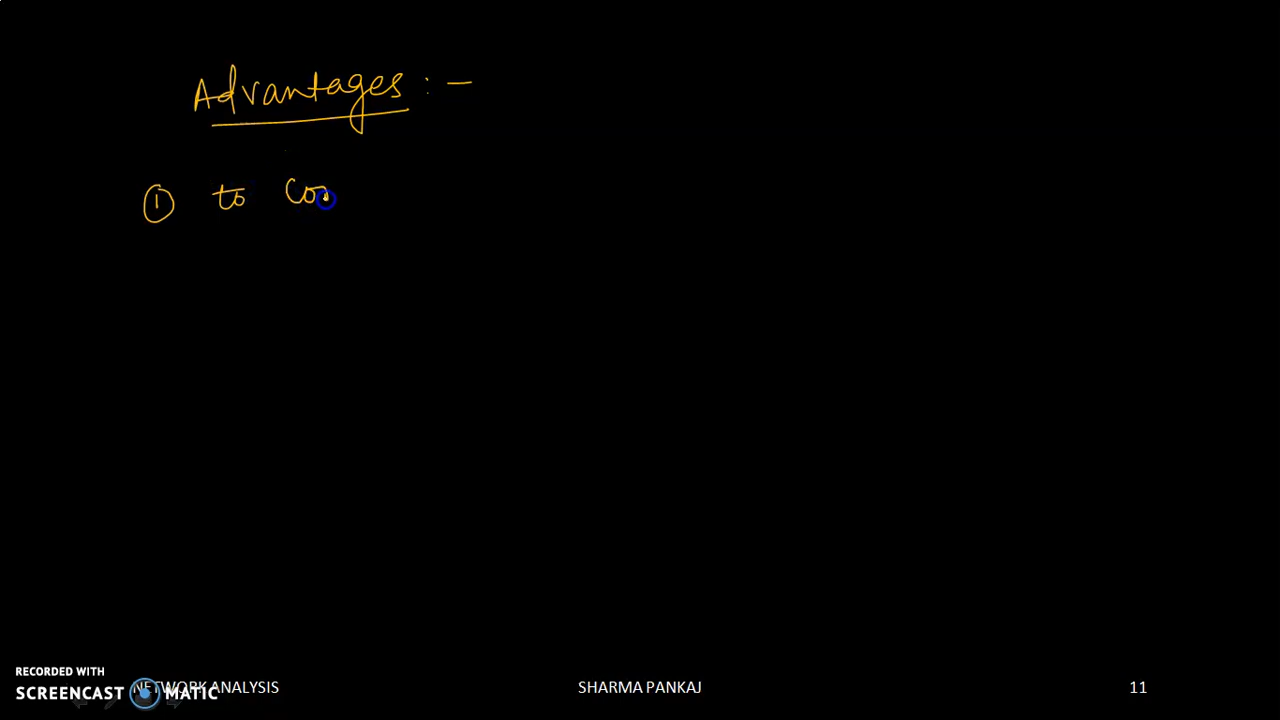 Advantages : -
① to Co
RECORDED WITH
SCREENCAST MATIC
NETWORK ANALYSIS
SHARMA PANKAJ
11